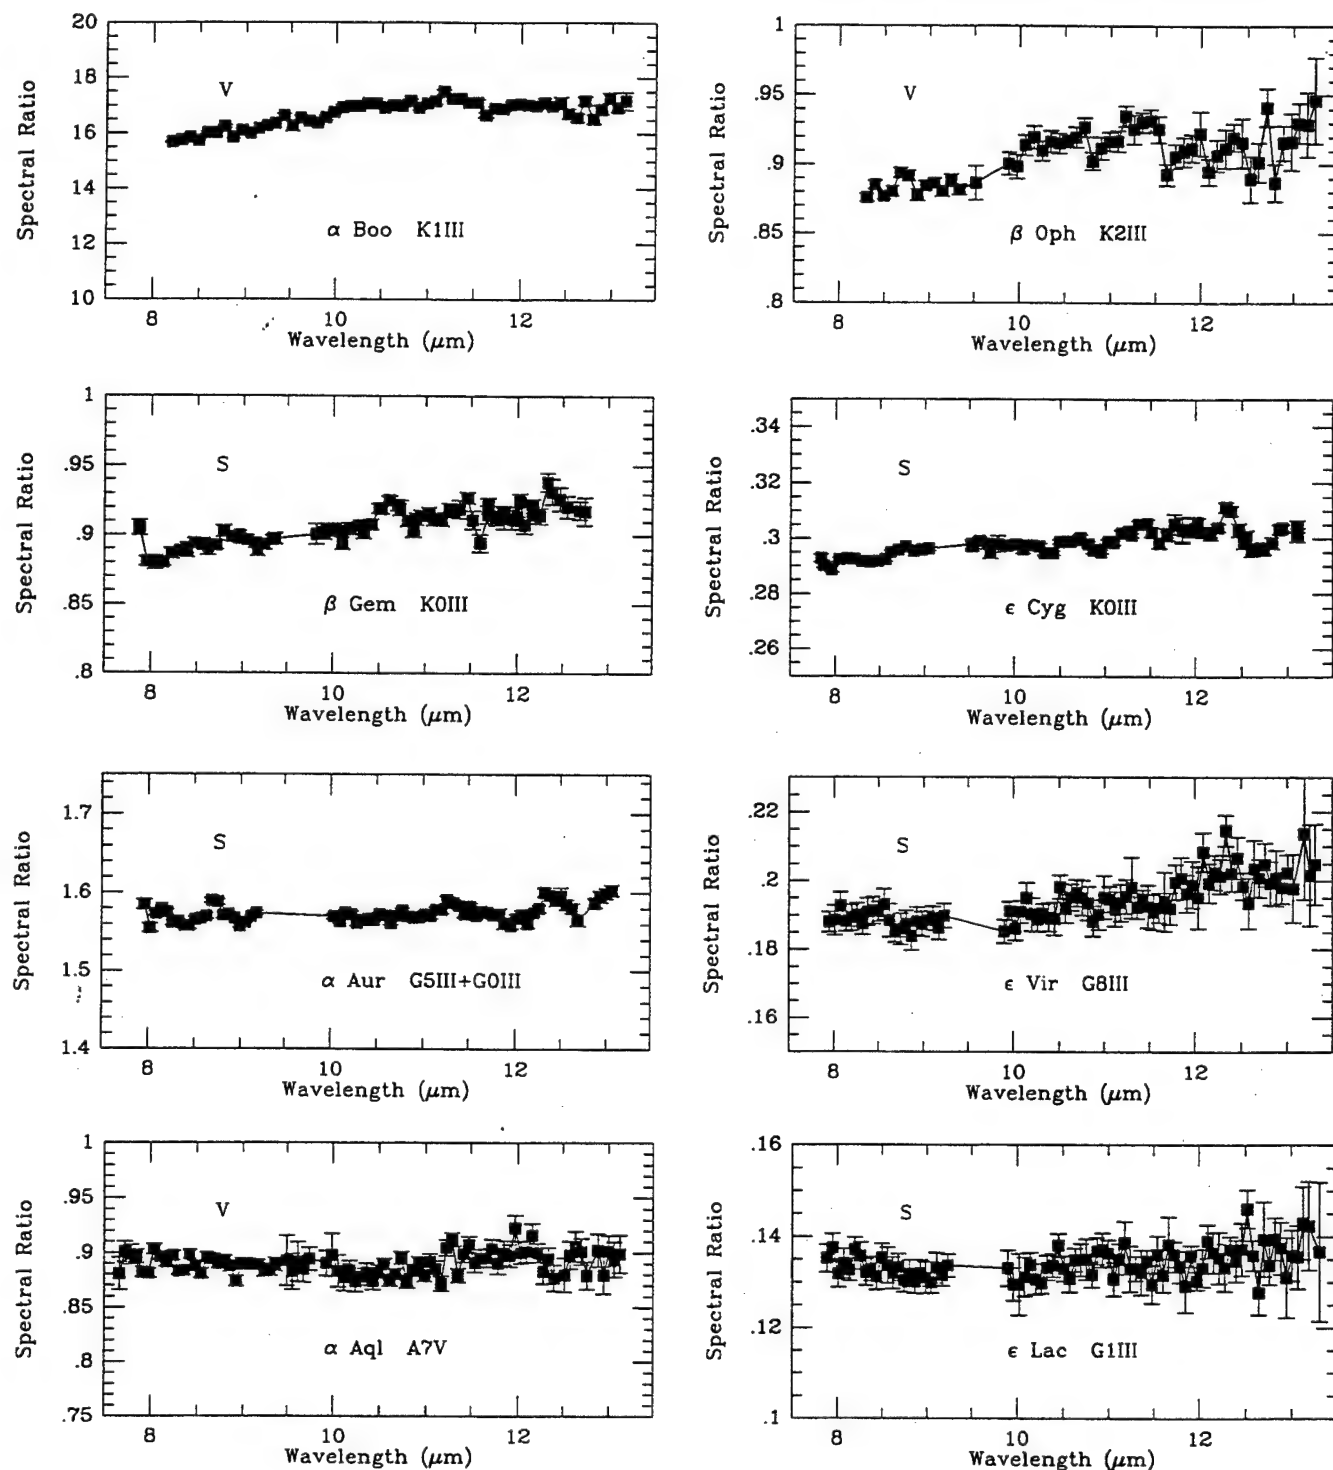 20
18
16
14
12
10
Spectral Ratio
V
α Boo K1III
8 10 12
Wavelength (μm)
1
.95
.9
.85
.8
Spectral Ratio
V
β Oph K2III
8 10 12
Wavelength (μm)
1
.95
.9
.85
.8
Spectral Ratio
S
β Gem K0III
8 10 12
Wavelength (μm)
.34
.32
.3
.28
.26
Spectral Ratio
S
ϵ Cyg K0III
8 10 12
Wavelength (μm)
1.7
1.6
1.5
1.4
Spectral Ratio
S
α Aur G5III+G0III
8 10 12
Wavelength (μm)
.22
.2
.18
.16
Spectral Ratio
S
ϵ Vir G8III
8 10 12
Wavelength (μm)
1
.95
.9
.85
.8
.75
Spectral Ratio
V
α Aql A7V
8 10 12
Wavelength (μm)
.16
.14
.12
.1
Spectral Ratio
S
ϵ Lac G1III
8 10 12
Wavelength (μm)